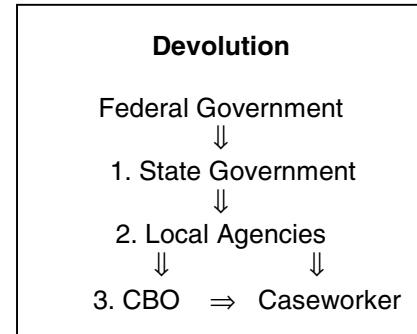 Devolution
Federal Government
⇓
1. State Government
⇓
2. Local Agencies
⇓ ⇓
3. CBO ⇒ Caseworker